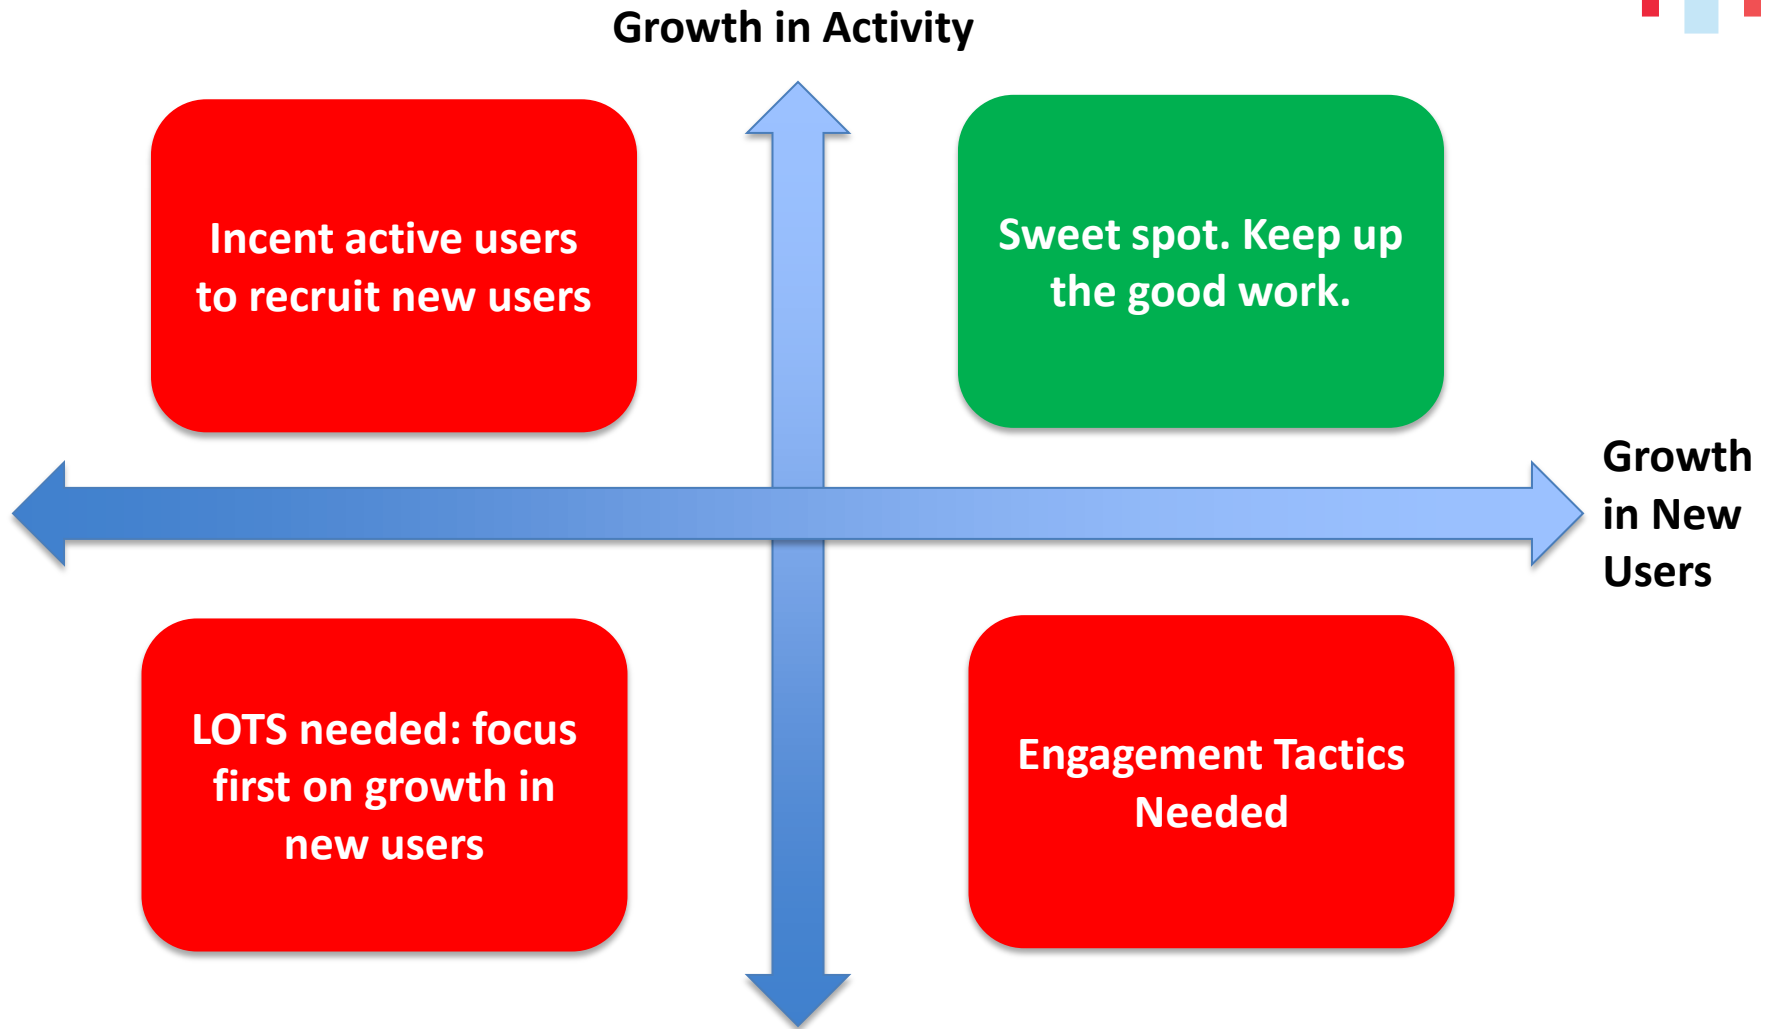 Growth in Activity
Incent active users
to recruit new users
Sweet spot. Keep up
the good work.
Growth
in New
Users
LOTS needed: focus
first on growth in
new users
Engagement Tactics
Needed